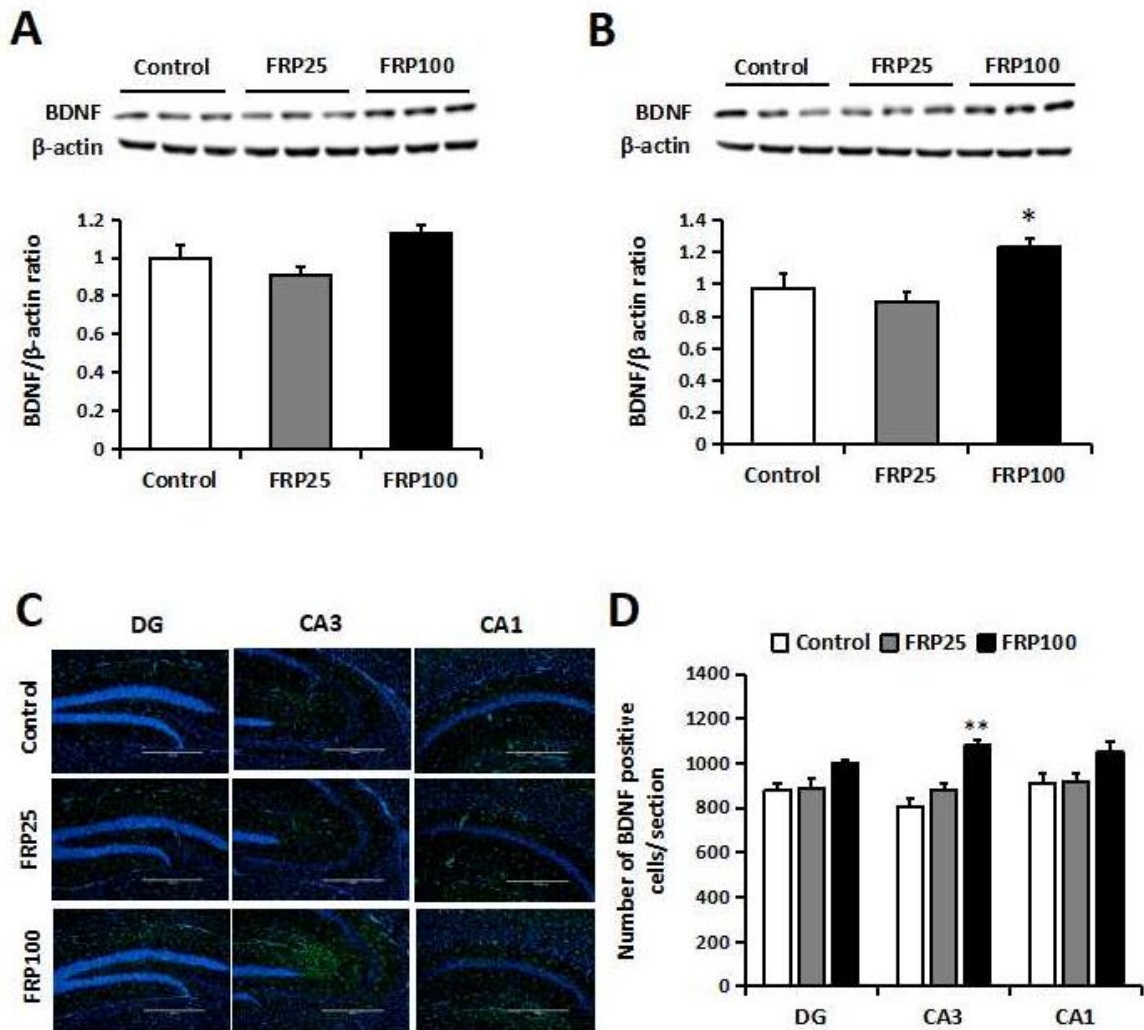 A
Control FRP25 FRP100
BDNF
β-actin
BDNF/β-actin ratio
1.2
1
0.8
0.6
0.4
0.2
0
Control FRP25 FRP100
B
Control FRP25 FRP100
BDNF
β-actin
BDNF/β actin ratio
1.4
*
1.2
1
0.8
0.6
0.4
0.2
0
Control FRP25 FRP100
C
DG CA3 CA1
Control
FRP25
FRP100
D
Control FRP25 FRP100
Number of BDNF positive
cells/section
1400
1200
**
1000
800
600
400
200
0
DG CA3 CA1